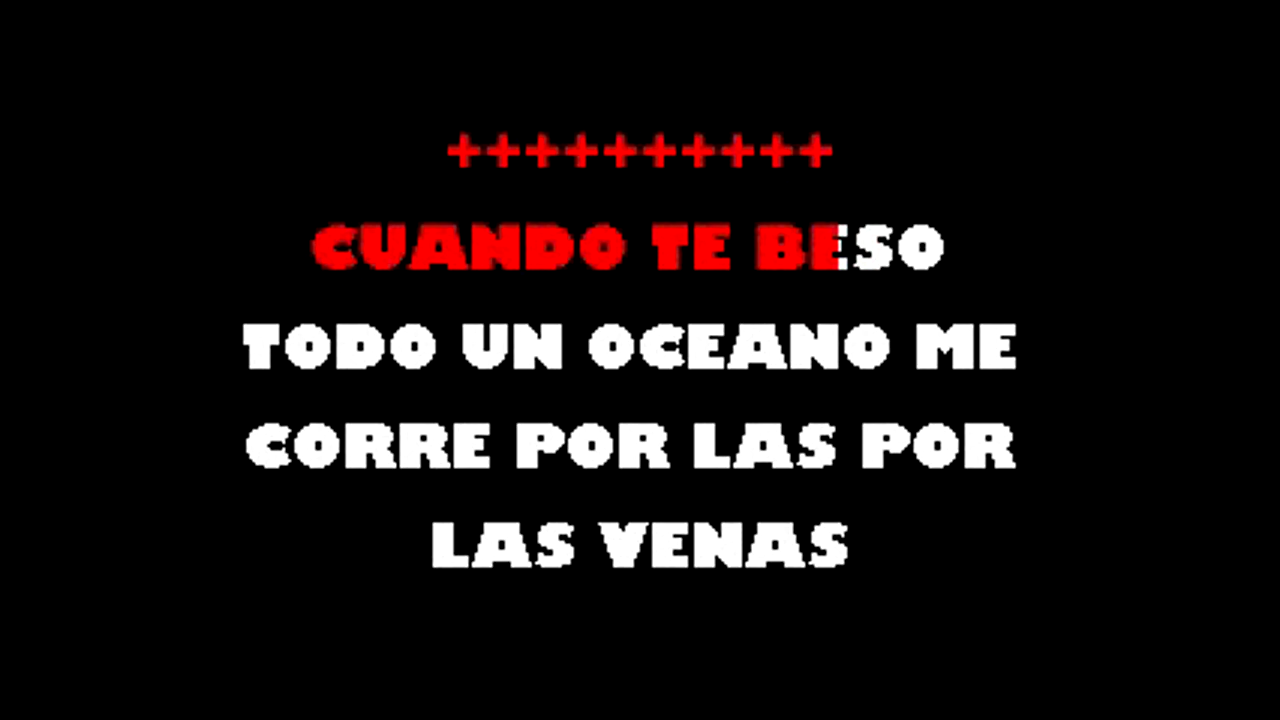 ++++++++++
CUANDO TE BESO
TODO UN OCEANO ME
CORRE POR LAS POR
LAS VENAS